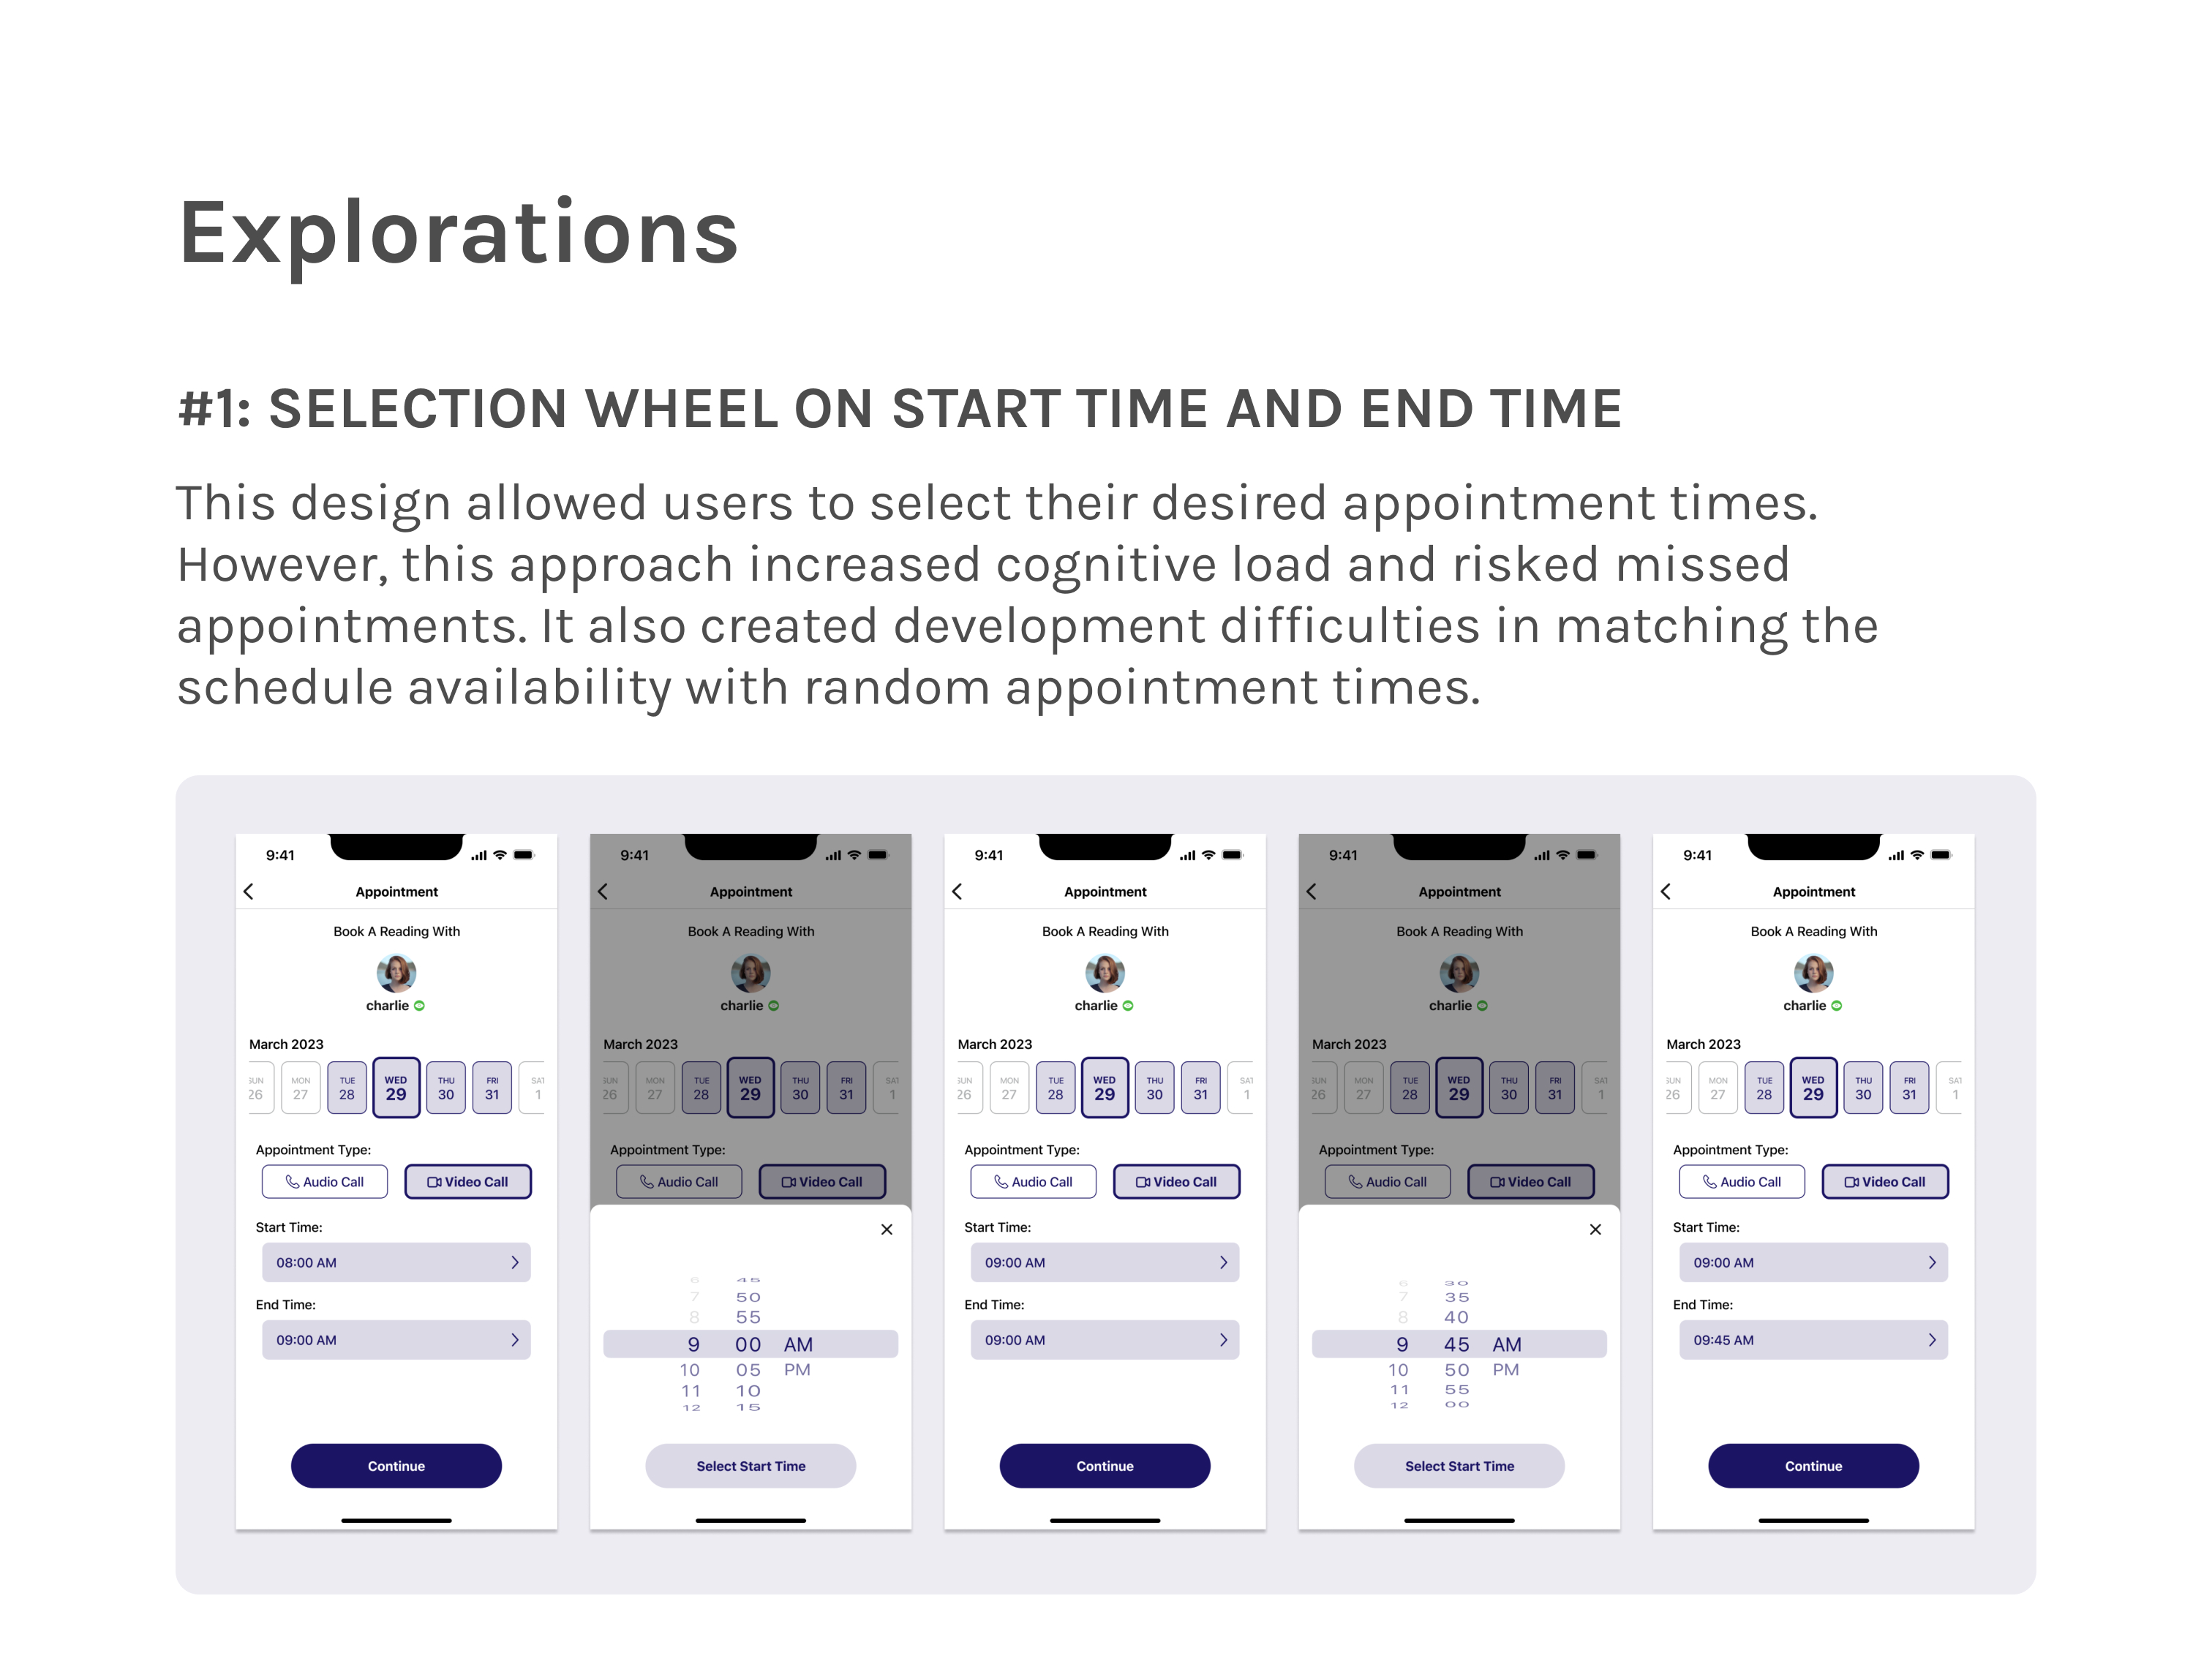 Explorations
#1: SELECTION WHEEL ON START TIME AND END TIME
This design allowed users to select their desired appointment times.
However, this approach increased cognitive load and risked missed
appointments. It also created development difficulties in matching the
schedule availability with random appointment times.
9:41
Appointment
Book A Reading With
charlie
March 2023
SUN MON TUE WED THU FRI SAT
26 27 28 29 30 31 1
Appointment Type:
Audio Call Video Call
Start Time:
08:00 AM
End Time:
09:00 AM
Continue
9:41
Appointment
Book A Reading With
charlie
March 2023
SUN MON TUE WED THU FRI SAT
26 27 28 29 30 31 1
Appointment Type:
Audio Call Video Call
6 45
7 50
8 55
9 00 AM
10 05 PM
11 10
12 15
Select Start Time
9:41
Appointment
Book A Reading With
charlie
March 2023
SUN MON TUE WED THU FRI SAT
26 27 28 29 30 31 1
Appointment Type:
Audio Call Video Call
Start Time:
09:00 AM
End Time:
09:00 AM
Continue
9:41
Appointment
Book A Reading With
charlie
March 2023
SUN MON TUE WED THU FRI SAT
26 27 28 29 30 31 1
Appointment Type:
Audio Call Video Call
6 30
7 35
8 40
9 45 AM
10 50 PM
11 55
12 00
Select Start Time
9:41
Appointment
Book A Reading With
charlie
March 2023
SUN MON TUE WED THU FRI SAT
26 27 28 29 30 31 1
Appointment Type:
Audio Call Video Call
Start Time:
09:00 AM
End Time:
09:45 AM
Continue